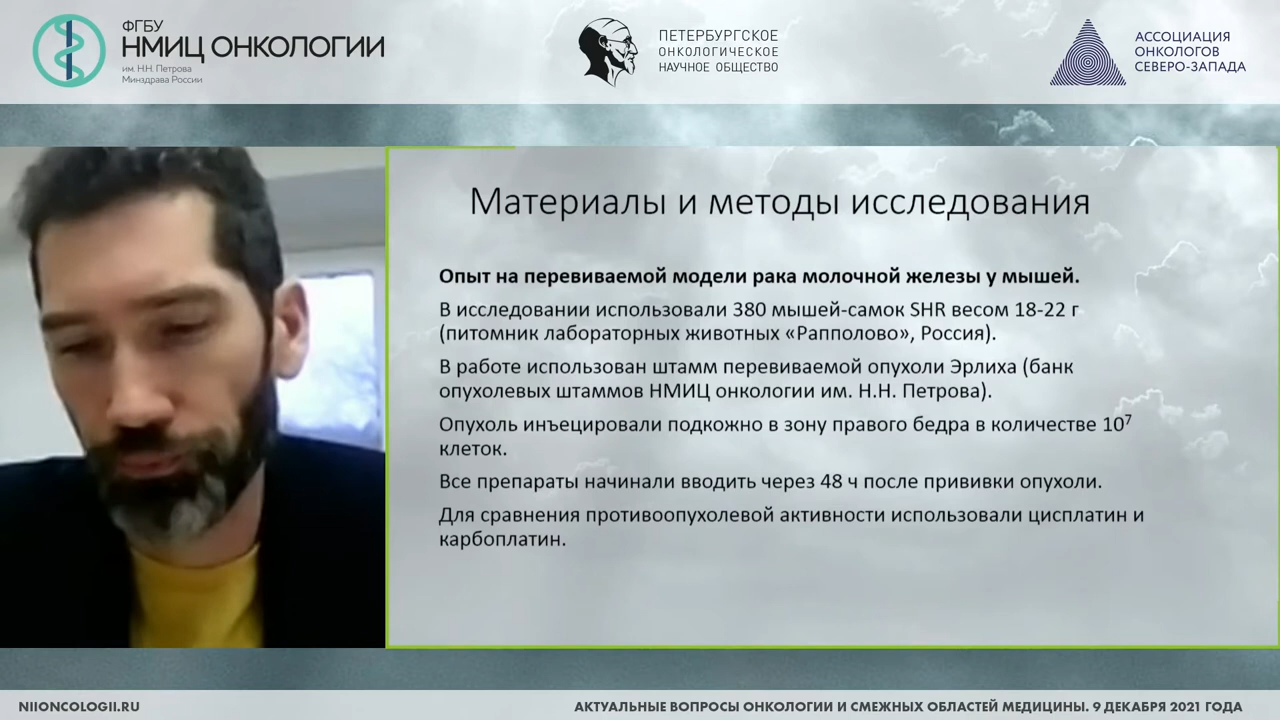 ФГБУ
НМИЦ ОНКОЛОГИИ
им. Н.Н. Петрова
Минздрава России
ПЕТЕРБУРГСКОЕ
ОНКОЛОГИЧЕСКОЕ
НАУЧНОЕ ОБЩЕСТВО
АССОЦИАЦИЯ
ОНКОЛОГОВ
СЕВЕРО-ЗАПАДА
Материалы и методы исследования
Опыт на перевиваемой модели рака молочной железы у мышей.
В исследовании использовали 380 мышей-самок SHR весом 18-22 г
(питомник лабораторных животных «Рапполово», Россия).
В работе использован штамм перевиваемой опухоли Эрлиха (банк
опухолевых штаммов НМИЦ онкологии им. Н.Н. Петрова).
Опухоль инъецировали подкожно в зону правого бедра в количестве 10⁷
клеток.
Все препараты начинали вводить через 48 ч после прививки опухоли.
Для сравнения противоопухолевой активности использовали цисплатин и
карбоплатин.
NIIONCOLOGII.RU
АКТУАЛЬНЫЕ ВОПРОСЫ ОНКОЛОГИИ И СМЕЖНЫХ ОБЛАСТЕЙ МЕДИЦИНЫ. 9 ДЕКАБРЯ 2021 ГОДА